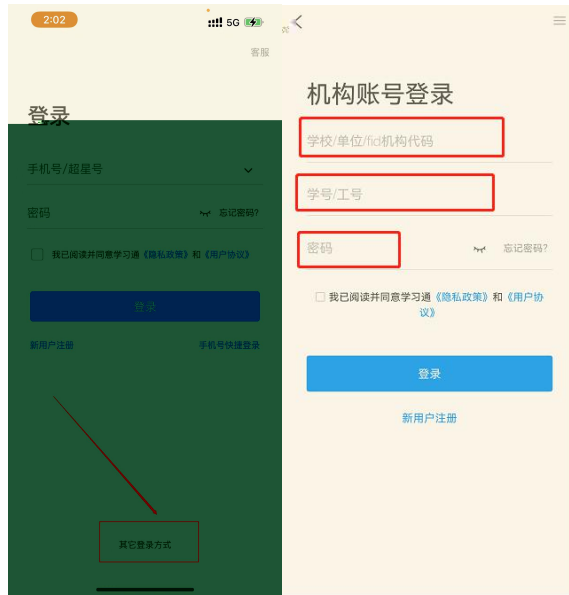 2:02
5G
客服
登录
手机号/超星号
密码
忘记密码?
我已阅读并同意学习通《隐私政策》和《用户协议》
登录
新用户注册
手机号快捷登录
其它登录方式
机构账号登录
学校/单位/fid机构代码
学号/工号
密码
忘记密码?
我已阅读并同意学习通《隐私政策》和《用户协
议》
登录
新用户注册